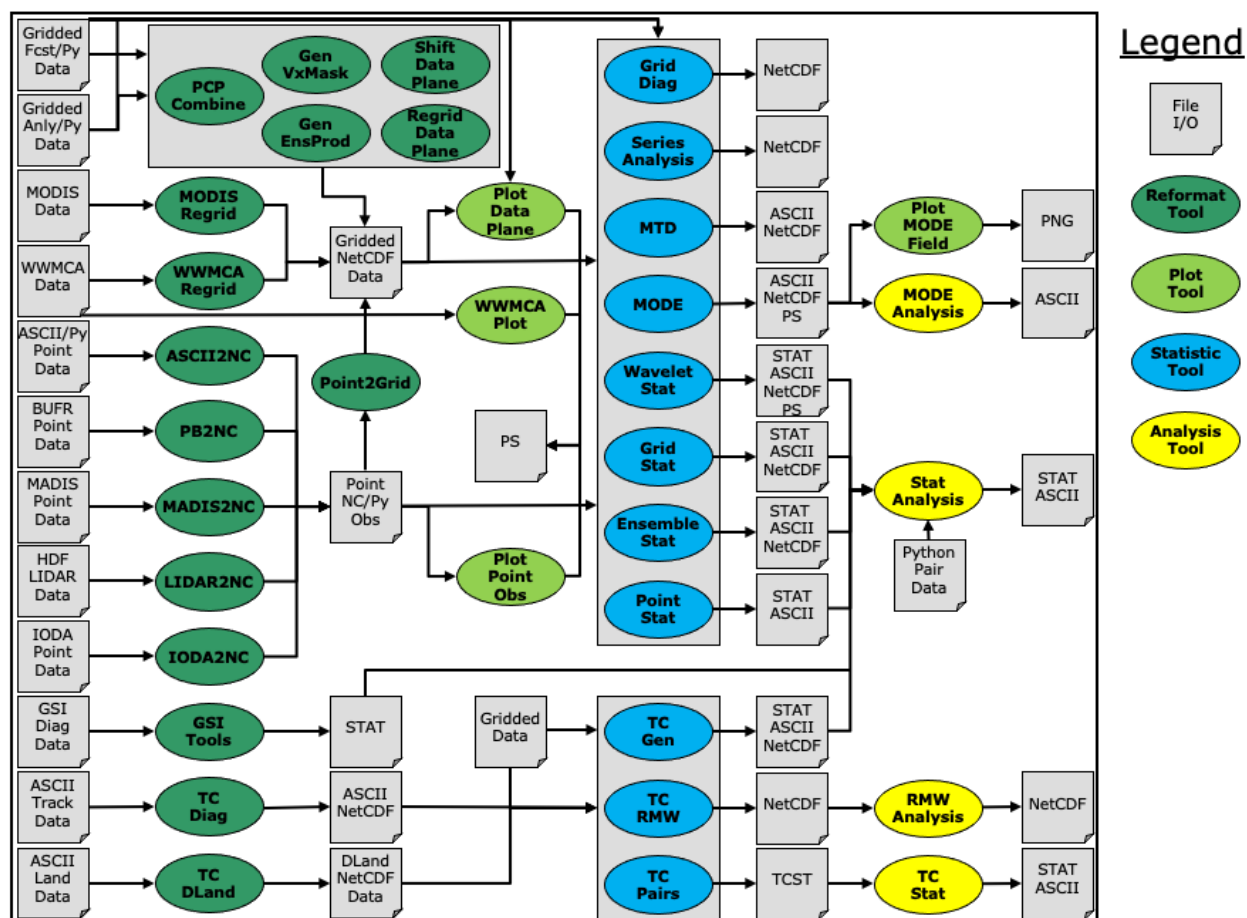 Legend
Gridded
Fcst/Py
Data
Gridded
Anly/Py
Data
PCP
Combine
Gen
VxMask
Shift
Data
Plane
Gen
EnsProd
Regrid
Data
Plane
Grid
Diag
NetCDF
File
I/O
Series
Analysis
NetCDF
MODIS
Data
MODIS
Regrid
Gridded
NetCDF
Data
Plot
Data
Plane
MTD
ASCII
NetCDF
Plot
MODE
Field
PNG
Reformat
Tool
WWMCA
Data
WWMCA
Regrid
WWMCA
Plot
MODE
ASCII
NetCDF
PS
MODE
Analysis
ASCII
Plot
Tool
ASCII/Py
Point
Data
ASCII2NC
Point2Grid
Wavelet
Stat
STAT
ASCII
NetCDF
PS
Statistic
Tool
BUFR
Point
Data
PB2NC
PS
Grid
Stat
STAT
ASCII
NetCDF
Analysis
Tool
MADIS
Point
Data
MADIS2NC
Point
NC/Py
Obs
Ensemble
Stat
STAT
ASCII
NetCDF
Stat
Analysis
STAT
ASCII
HDF
LIDAR
Data
LIDAR2NC
Plot
Point
Obs
Point
Stat
STAT
ASCII
Python
Pair
Data
IODA
Point
Data
IODA2NC
GSI
Diag
Data
GSI
Tools
STAT
Gridded
Data
TC
Gen
STAT
ASCII
NetCDF
ASCII
Track
Data
TC
Diag
ASCII
NetCDF
TC
RMW
NetCDF
RMW
Analysis
NetCDF
ASCII
Land
Data
TC
DLand
DLand
NetCDF
Data
TC
Pairs
TCST
TC
Stat
STAT
ASCII